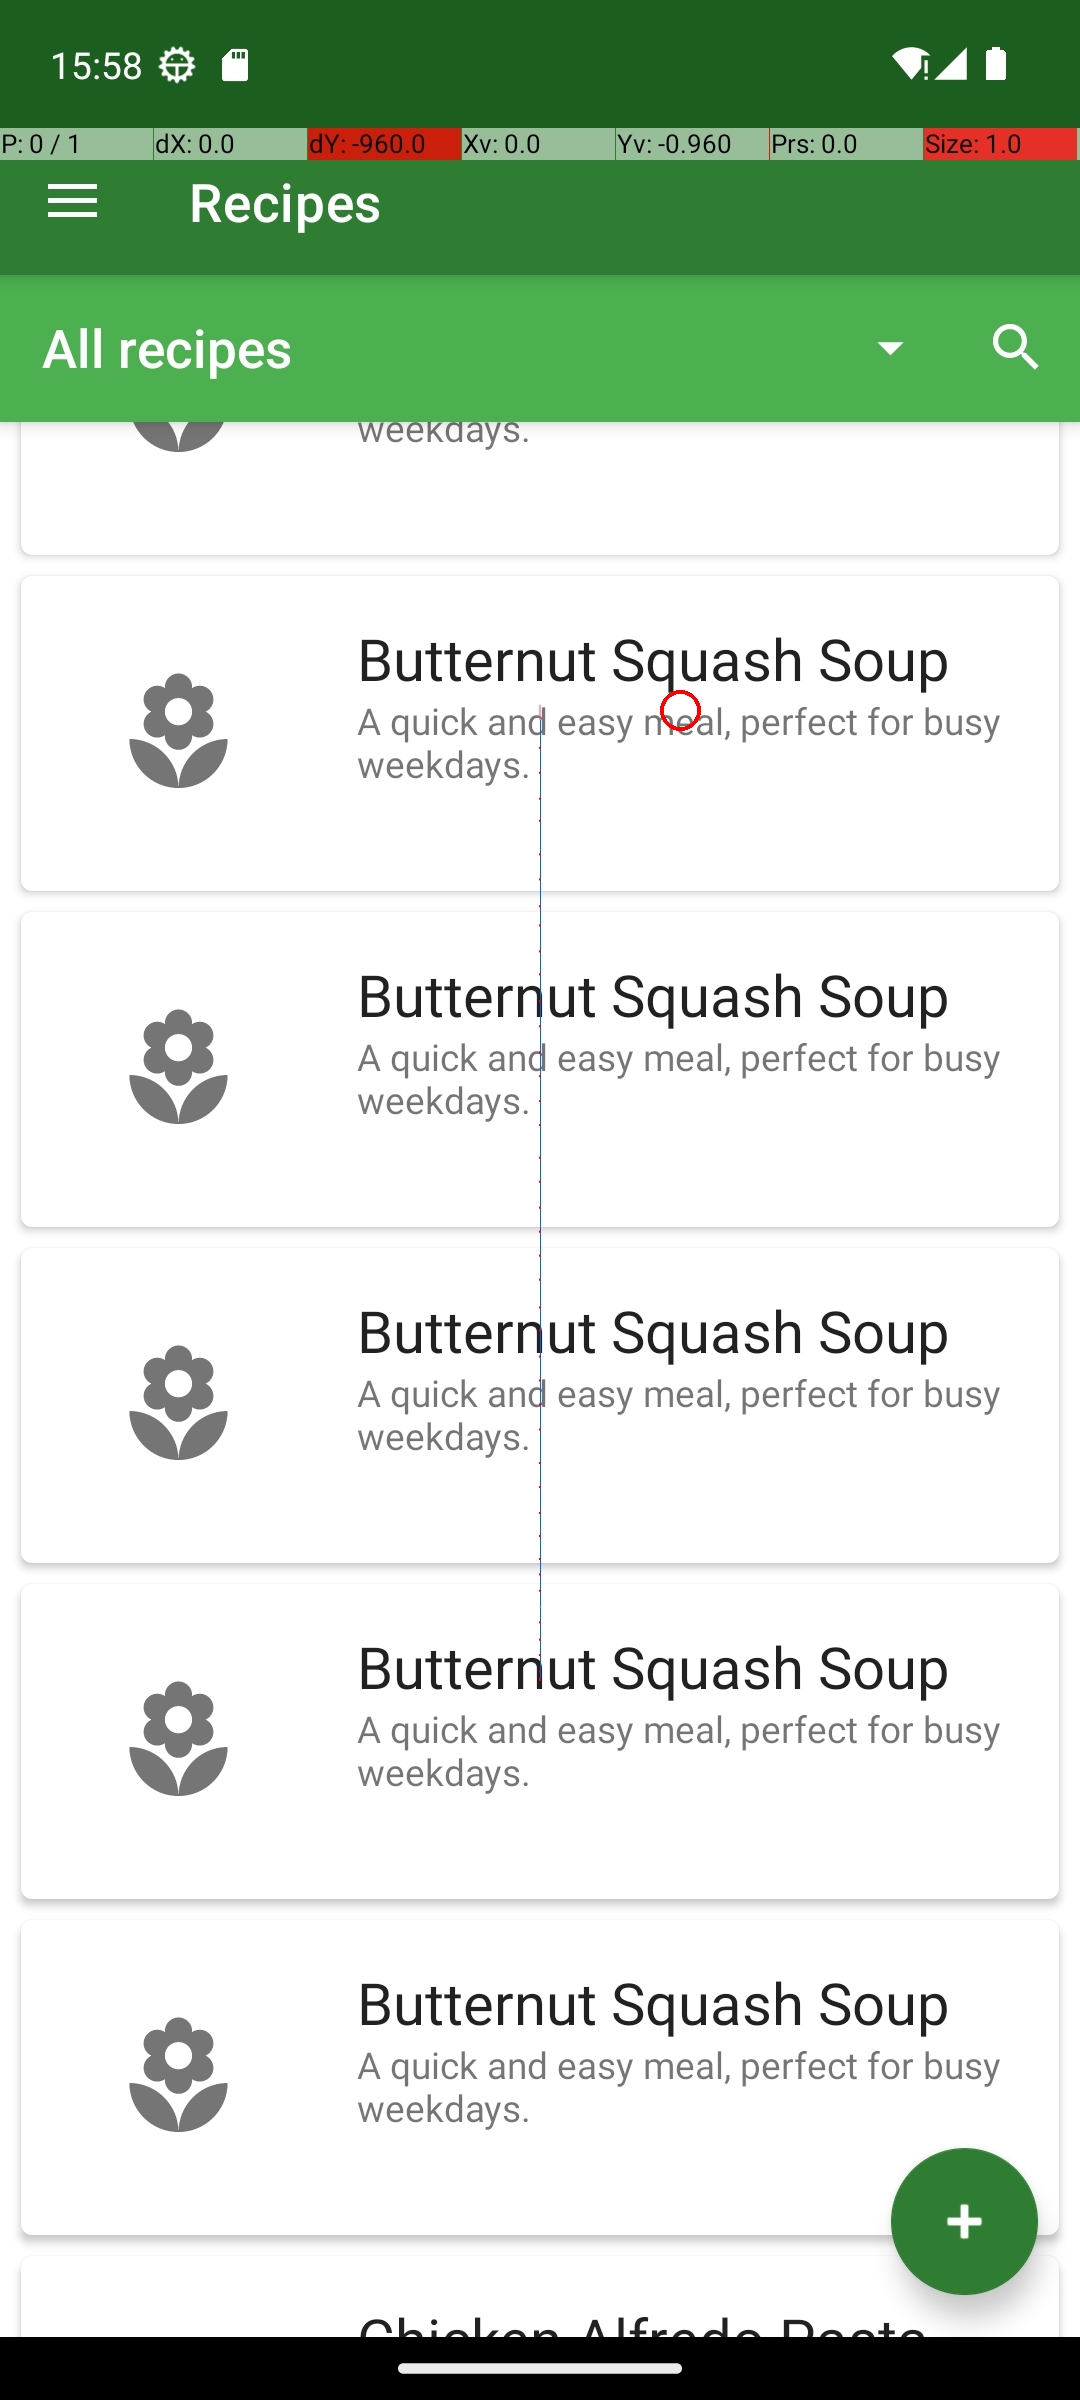 15:58
P: 0 / 1 dX: 0.0 dY: -960.0 Xv: 0.0 Yv: -0.960 Prs: 0.0 Size: 1.0
Recipes
All recipes
weekdays.
Butternut Squash Soup
A quick and easy meal, perfect for busy
weekdays.
Butternut Squash Soup
A quick and easy meal, perfect for busy
weekdays.
Butternut Squash Soup
A quick and easy meal, perfect for busy
weekdays.
Butternut Squash Soup
A quick and easy meal, perfect for busy
weekdays.
Butternut Squash Soup
A quick and easy meal, perfect for busy
weekdays.
Chicken Alfredo Pasta